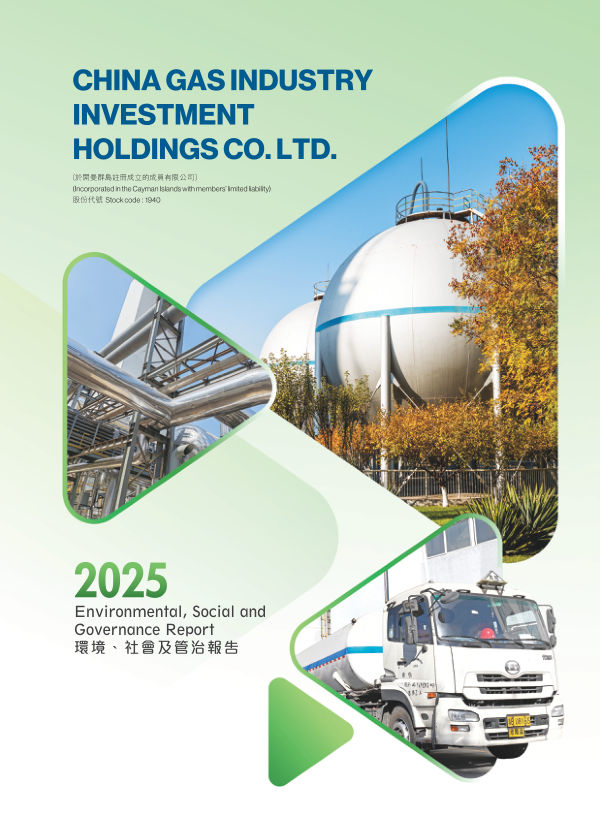 CHINA GAS INDUSTRY
INVESTMENT
HOLDINGS CO. LTD.
(於開曼群島註冊成立的成員有限公司)
(Incorporated in the Cayman Islands with members' limited liability)
股份代號 Stock code : 1940
2025
Environmental, Social and
Governance Report
環境、社會及管治報告